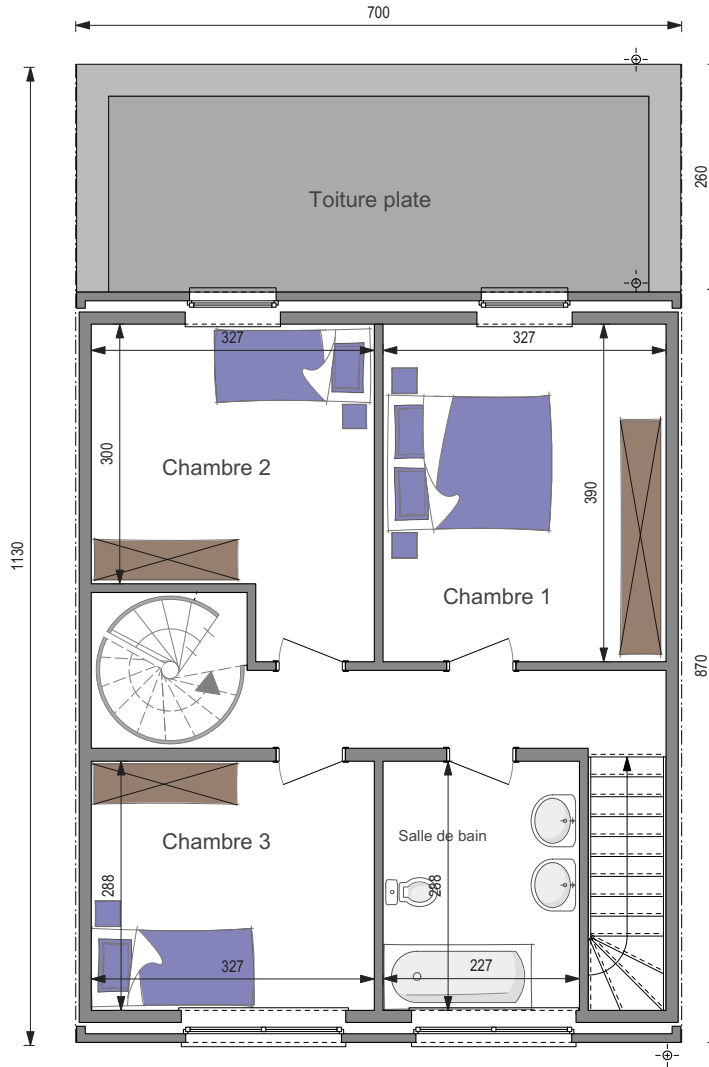 700
260
Toiture plate
327
327
300
Chambre 2
390
1130
Chambre 1
870
Chambre 3
Salle de bain
288
288
327
227